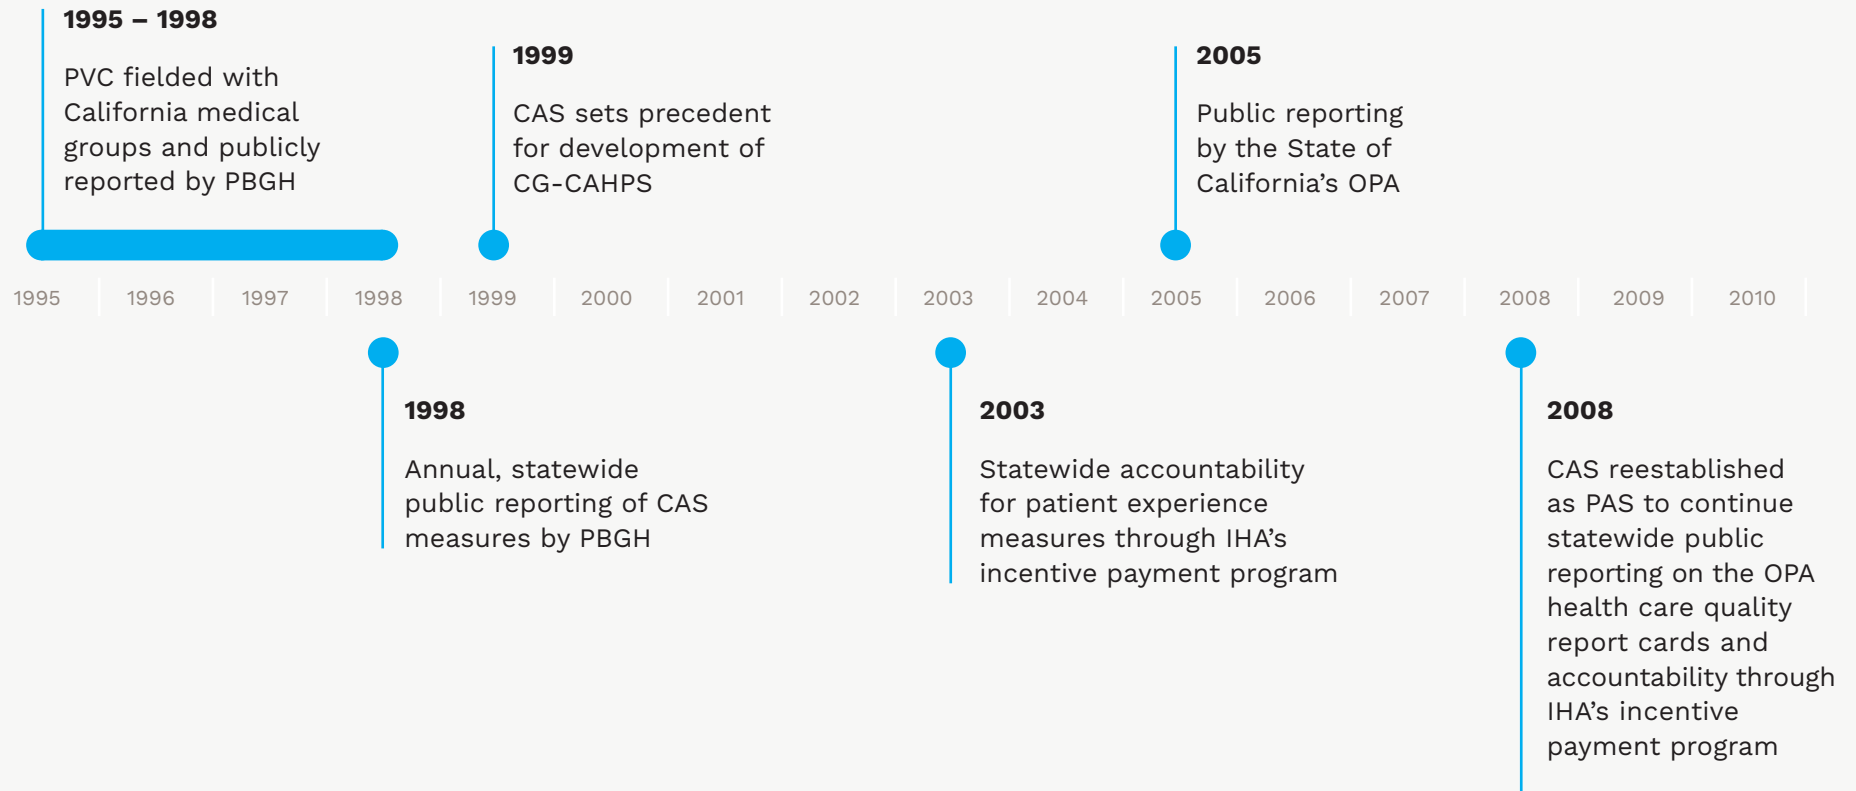 1995 – 1998
PVC fielded with
California medical
groups and publicly
reported by PBGH
1999
CAS sets precedent
for development of
CG-CAHPS
2005
Public reporting
by the State of
California’s OPA
1995 1996 1997 1998 1999 2000 2001 2002 2003 2004 2005 2006 2007 2008 2009 2010
1998
Annual, statewide
public reporting of CAS
measures by PBGH
2003
Statewide accountability
for patient experience
measures through IHA’s
incentive payment program
2008
CAS reestablished
as PAS to continue
statewide public
reporting on the OPA
health care quality
report cards and
accountability through
IHA’s incentive
payment program